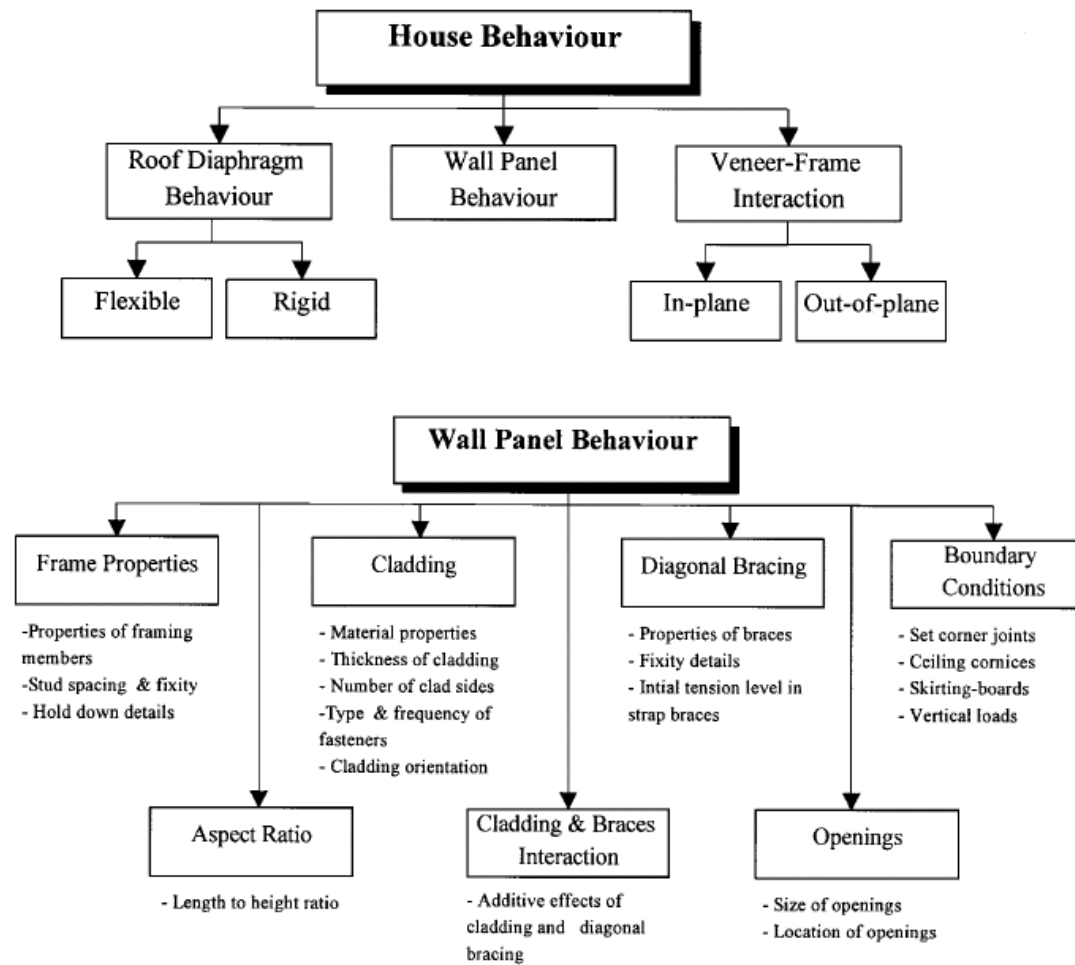 House Behaviour
Roof Diaphragm
Behaviour
Wall Panel
Behaviour
Veneer-Frame
Interaction
Flexible
Rigid
In-plane
Out-of-plane
Wall Panel Behaviour
Frame Properties
-Properties of framing
members
-Stud spacing & fixity
- Hold down details
Cladding
- Material properties
- Thickness of cladding
- Number of clad sides
-Type & frequency of
fasteners
- Cladding orientation
Diagonal Bracing
- Properties of braces
- Fixity details
- Intial tension level in
strap braces
Boundary
Conditions
- Set corner joints
- Ceiling cornices
- Skirting-boards
- Vertical loads
Aspect Ratio
- Length to height ratio
Cladding & Braces
Interaction
- Additive effects of
cladding and diagonal
bracing
Openings
- Size of openings
- Location of openings